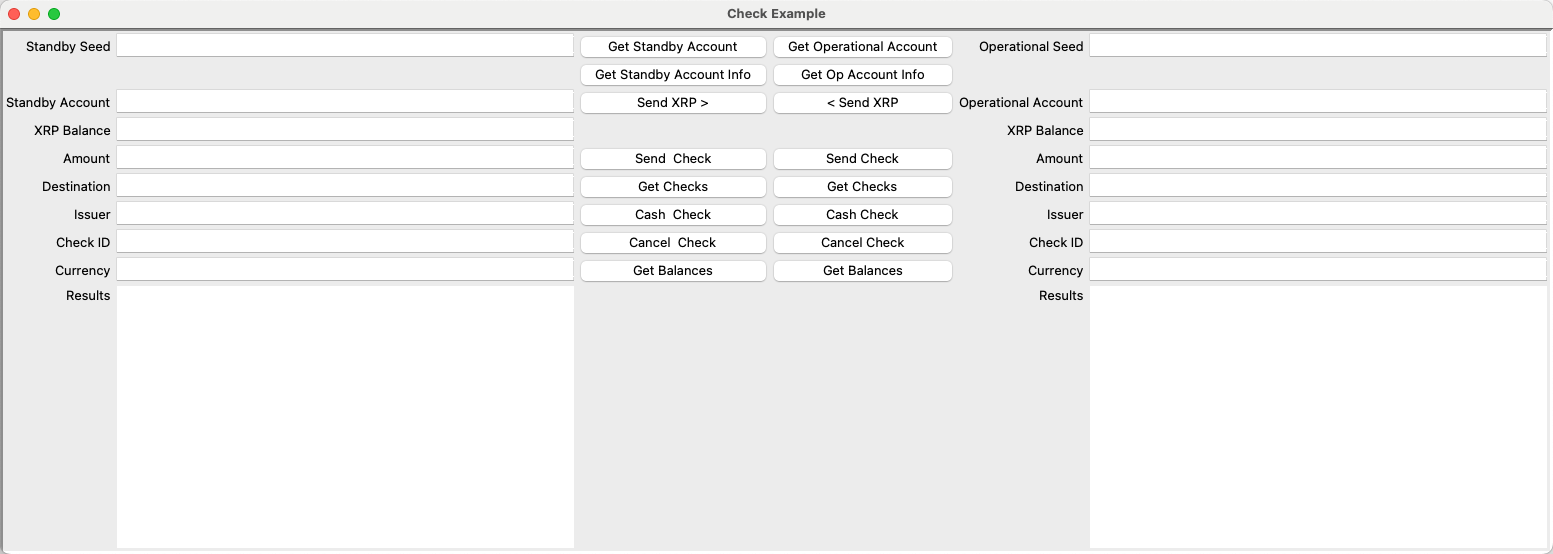 Check Example
Standby Seed Get Standby Account Get Operational Account Operational Seed
Get Standby Account Info Get Op Account Info
Standby Account Send XRP > < Send XRP Operational Account
XRP Balance XRP Balance
Amount Send  Check Send Check Amount
Destination Get Checks Get Checks Destination
Issuer Cash  Check Cash Check Issuer
Check ID Cancel  Check Cancel Check Check ID
Currency Get Balances Get Balances Currency
Results Results